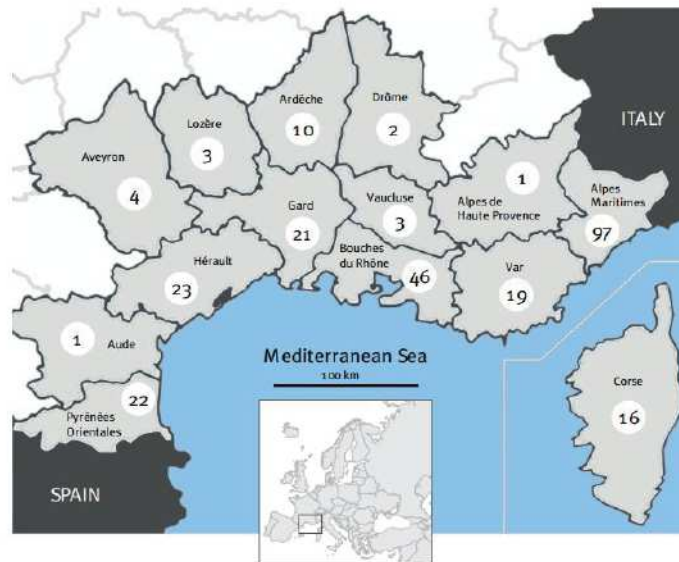 Ardèche
10
Drôme
2
Lozère
3
ITALY
Aveyron
4
Gard
21
Vaucluse
3
1
Alpes de
Haute Provence
Alpes
Maritimes
97
Hérault
23
Bouches
du Rhône
46
Var
19
1
Aude
Mediterranean Sea
100 km
Corse
16
22
Pyrénées
Orientales
SPAIN